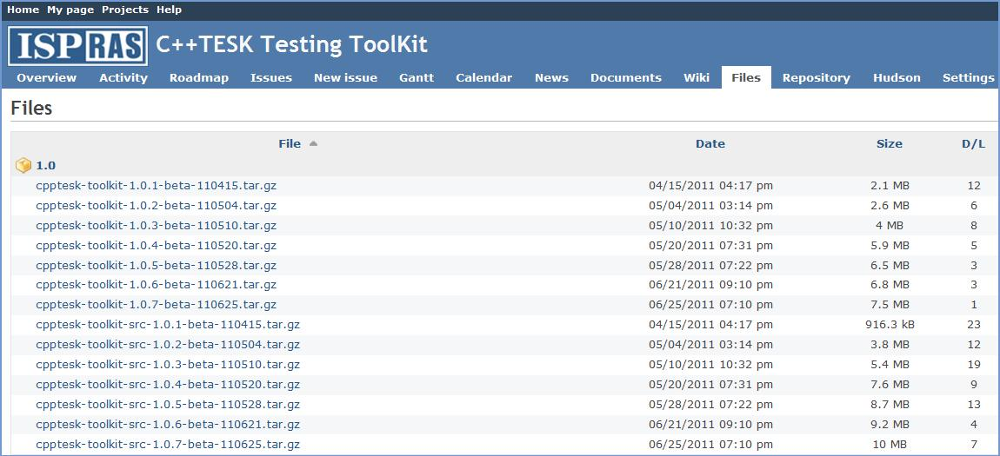 Home My page Projects Help
ISP RAS C++TESK Testing ToolKit
Overview Activity Roadmap Issues New issue Gantt Calendar News Documents Wiki Files Repository Hudson Settings
Files
File Date Size D/L
1.0
cpptesk-toolkit-1.0.1-beta-110415.tar.gz 04/15/2011 04:17 pm 2.1 MB 12
cpptesk-toolkit-1.0.2-beta-110504.tar.gz 05/04/2011 03:14 pm 2.6 MB 6
cpptesk-toolkit-1.0.3-beta-110510.tar.gz 05/10/2011 10:32 pm 4 MB 8
cpptesk-toolkit-1.0.4-beta-110520.tar.gz 05/20/2011 07:31 pm 5.9 MB 5
cpptesk-toolkit-1.0.5-beta-110528.tar.gz 05/28/2011 07:22 pm 6.5 MB 3
cpptesk-toolkit-1.0.6-beta-110621.tar.gz 06/21/2011 09:10 pm 6.8 MB 3
cpptesk-toolkit-1.0.7-beta-110625.tar.gz 06/25/2011 07:10 pm 7.5 MB 1
cpptesk-toolkit-src-1.0.1-beta-110415.tar.gz 04/15/2011 04:17 pm 916.3 kB 23
cpptesk-toolkit-src-1.0.2-beta-110504.tar.gz 05/04/2011 03:14 pm 3.8 MB 12
cpptesk-toolkit-src-1.0.3-beta-110510.tar.gz 05/10/2011 10:32 pm 5.4 MB 19
cpptesk-toolkit-src-1.0.4-beta-110520.tar.gz 05/20/2011 07:31 pm 7.6 MB 9
cpptesk-toolkit-src-1.0.5-beta-110528.tar.gz 05/28/2011 07:22 pm 8.7 MB 13
cpptesk-toolkit-src-1.0.6-beta-110621.tar.gz 06/21/2011 09:10 pm 9.2 MB 4
cpptesk-toolkit-src-1.0.7-beta-110625.tar.gz 06/25/2011 07:10 pm 10 MB 7